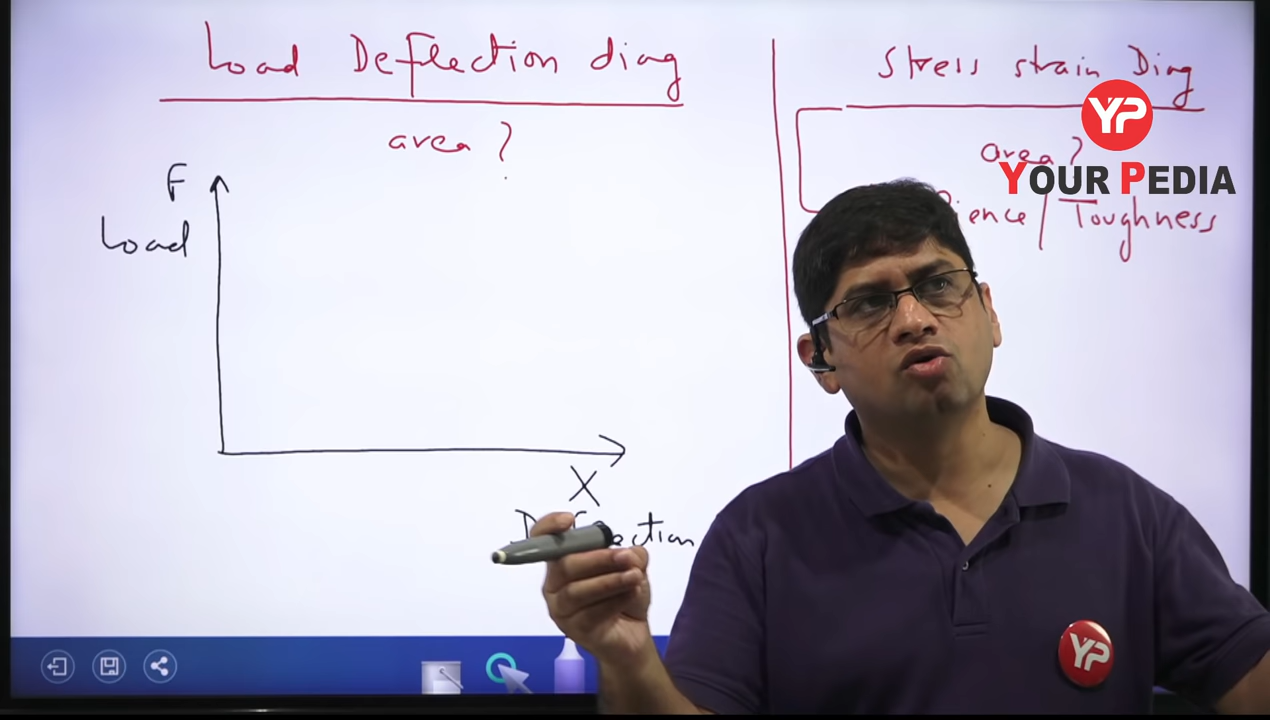 Load Deflection diag
area ?
F
Load
X
Stress strain Diag
area ?
/ Toughness
YP
YOUR PEDIA
YP